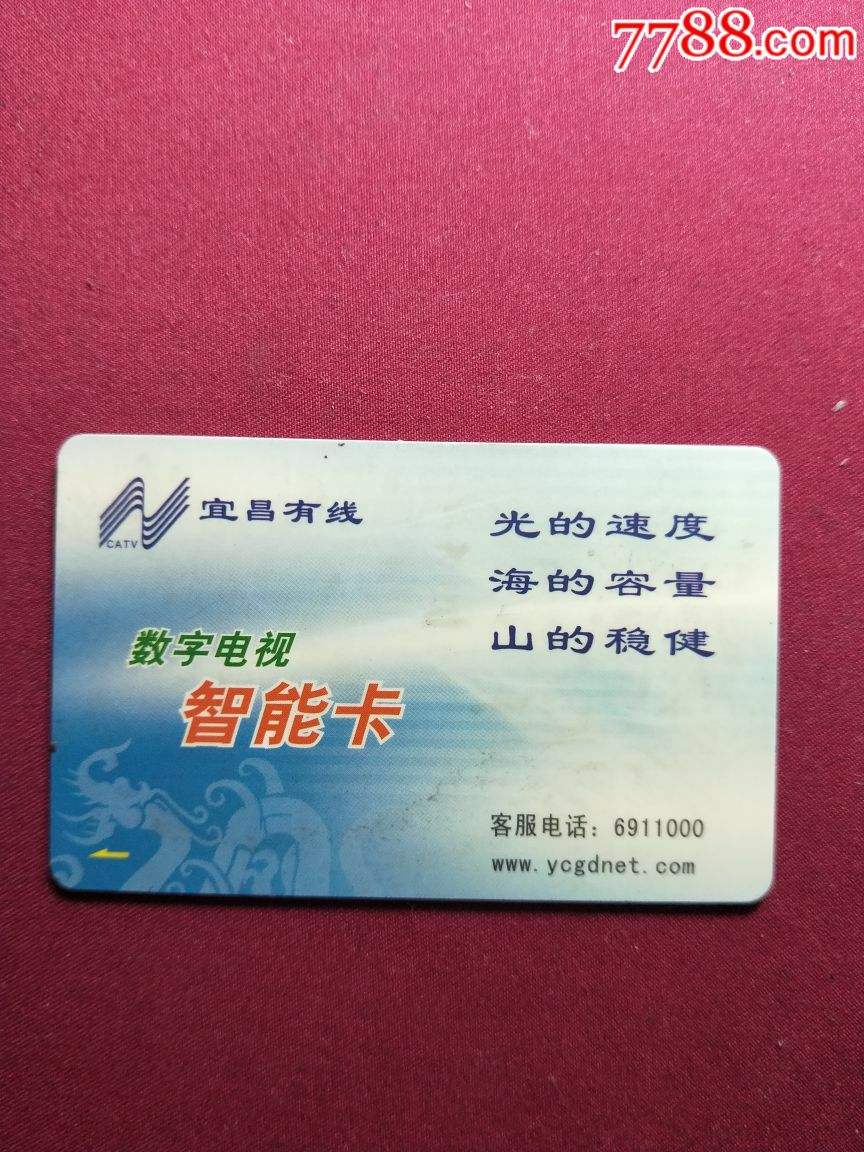 7788.com
CATV
宜昌有线
光的速度
海的容量
山的稳健
数字电视
智能卡
客服电话：6911000
www.ycgdnet.com